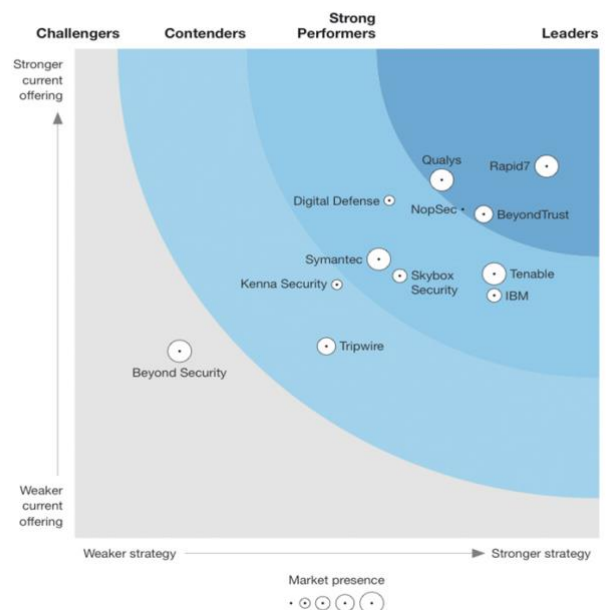 Challengers
Contenders
Strong
Performers
Leaders
Stronger
current
offering
Qualys
Rapid7
Digital Defense
NopSec
BeyondTrust
Symantec
Skybox
Security
Tenable
Kenna Security
IBM
Tripwire
Beyond Security
Weaker
current
offering
Weaker strategy
Stronger strategy
Market presence